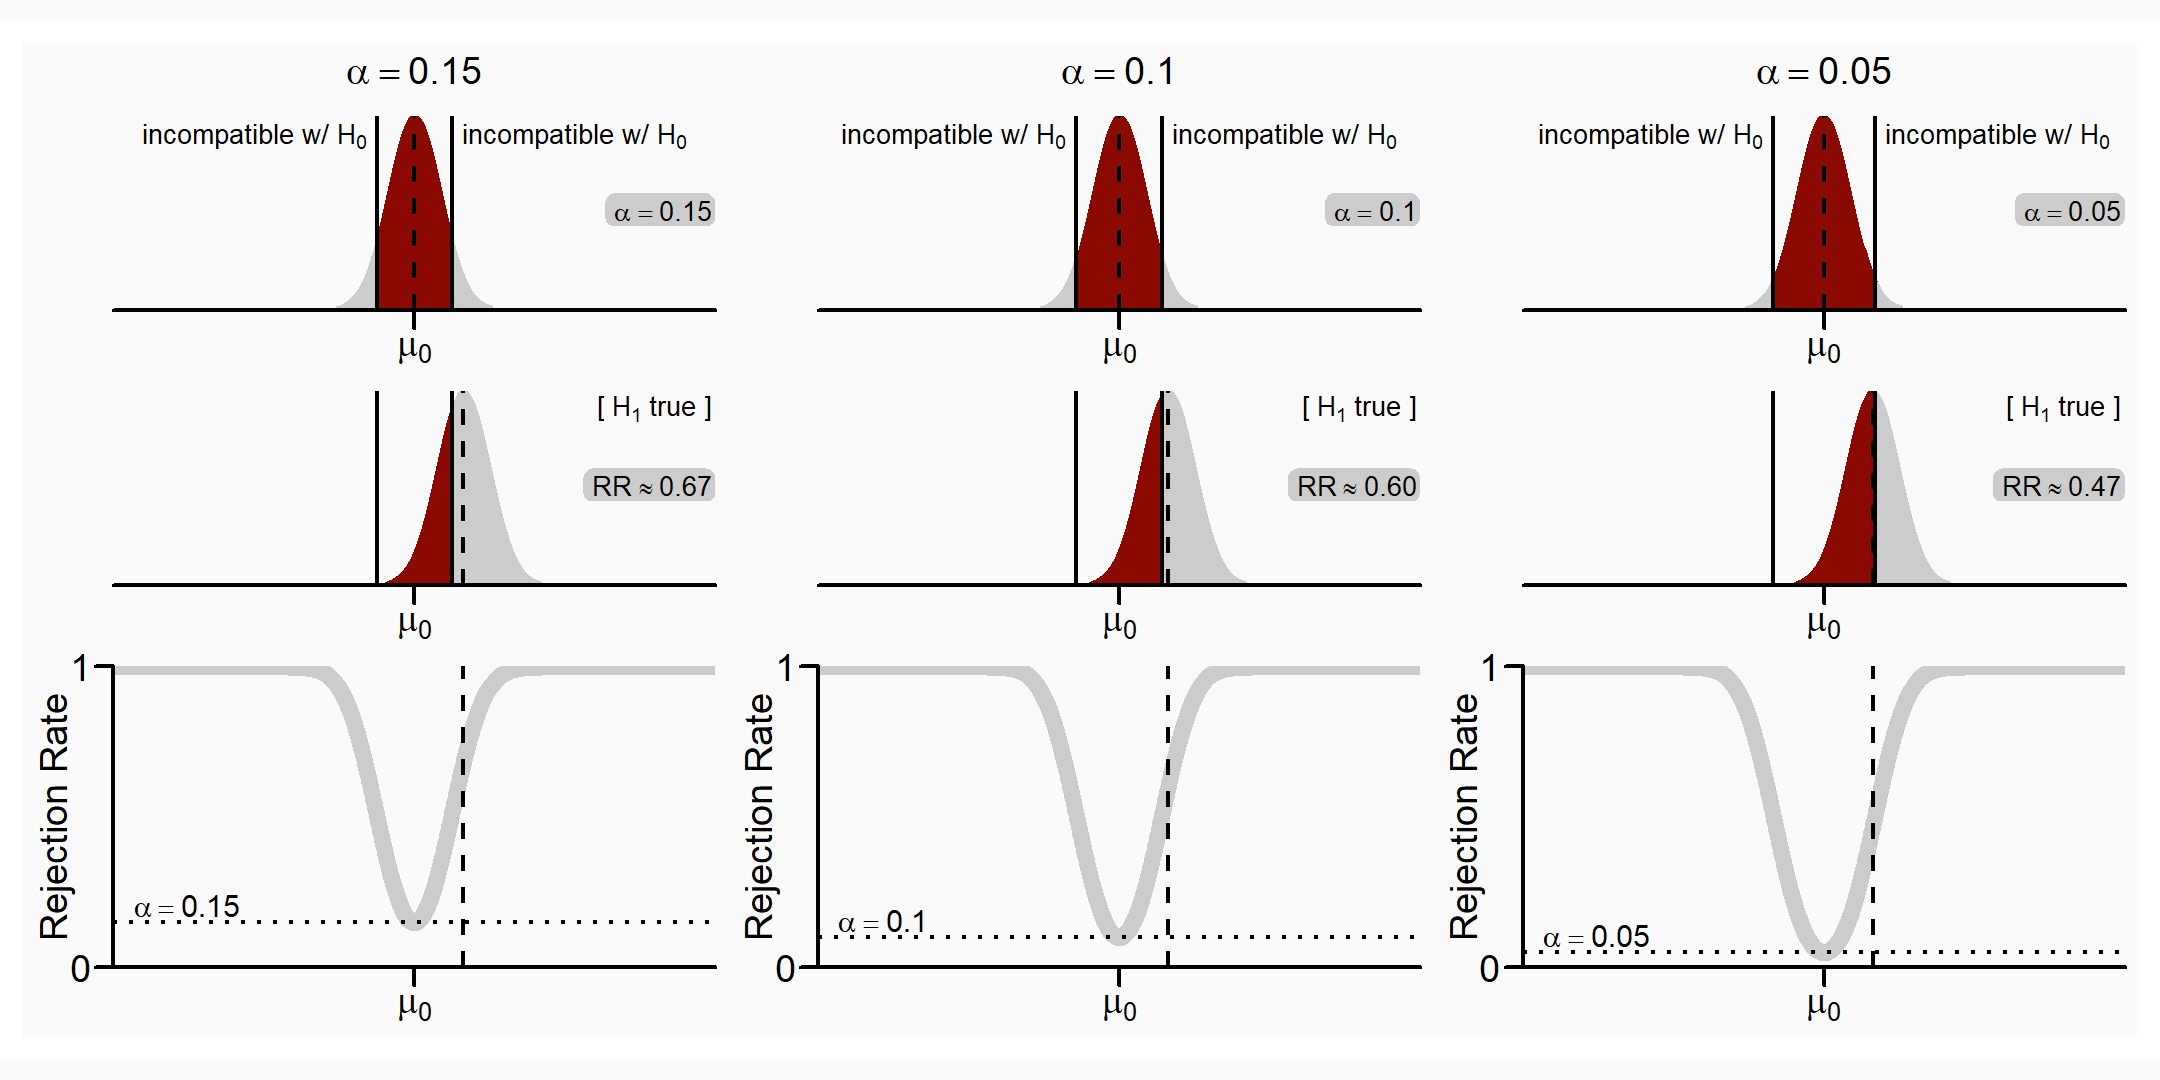 α = 0.15
α = 0.1
α = 0.05
incompatible w/ H₀
incompatible w/ H₀
incompatible w/ H₀
incompatible w/ H₀
incompatible w/ H₀
incompatible w/ H₀
α = 0.15
α = 0.1
α = 0.05
μ₀
μ₀
μ₀
[ H₁ true ]
[ H₁ true ]
[ H₁ true ]
RR ≈ 0.67
RR ≈ 0.60
RR ≈ 0.47
μ₀
μ₀
μ₀
1
Rejection Rate
α = 0.15
0
μ₀
1
Rejection Rate
α = 0.1
0
μ₀
1
Rejection Rate
α = 0.05
0
μ₀